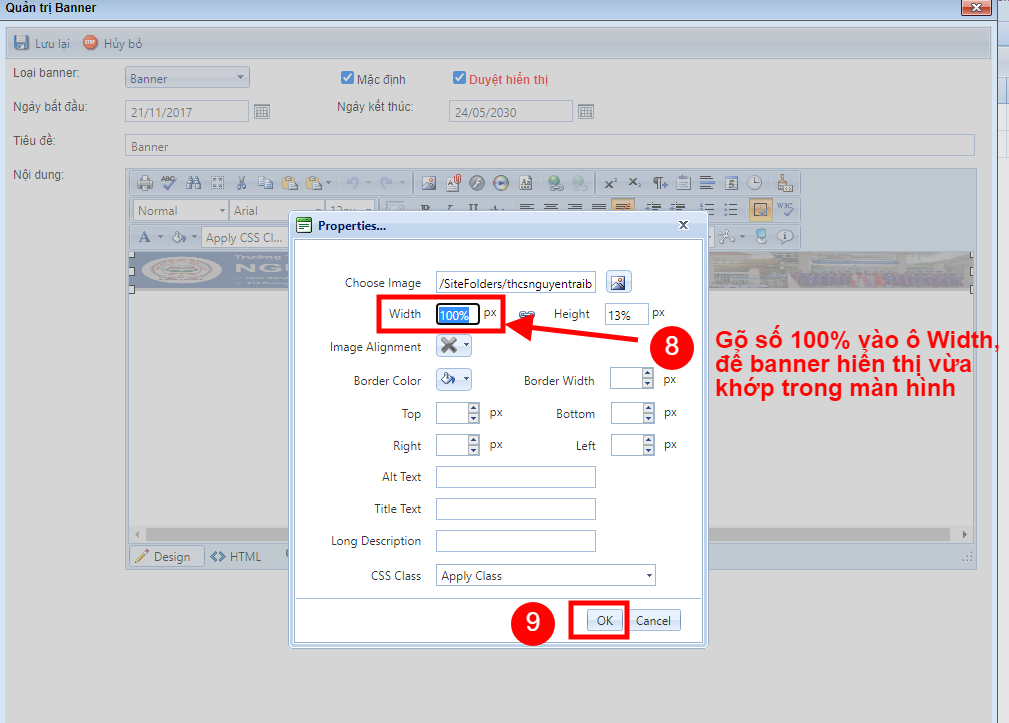 Quản trị Banner
Lưu lại Hủy bỏ
Loại banner: Banner Mặc định Duyệt hiển thị
Ngày bắt đầu: 21/11/2017 Ngày kết thúc: 24/05/2030
Tiêu đề: Banner
Nội dung:
Normal Arial 12px
Apply CSS Cl...
Properties...
Trường T
NGU
Choose Image /SiteFolders/thcsnguyentraib
Width 100% px Height 13% px
8
Gõ số 100% vào ô Width,
để banner hiển thị vừa
khớp trong màn hình
Image Alignment
Border Color Border Width px
Top px Bottom px
Right px Left px
Alt Text
Title Text
Long Description
CSS Class Apply Class
Design HTML
9
OK Cancel